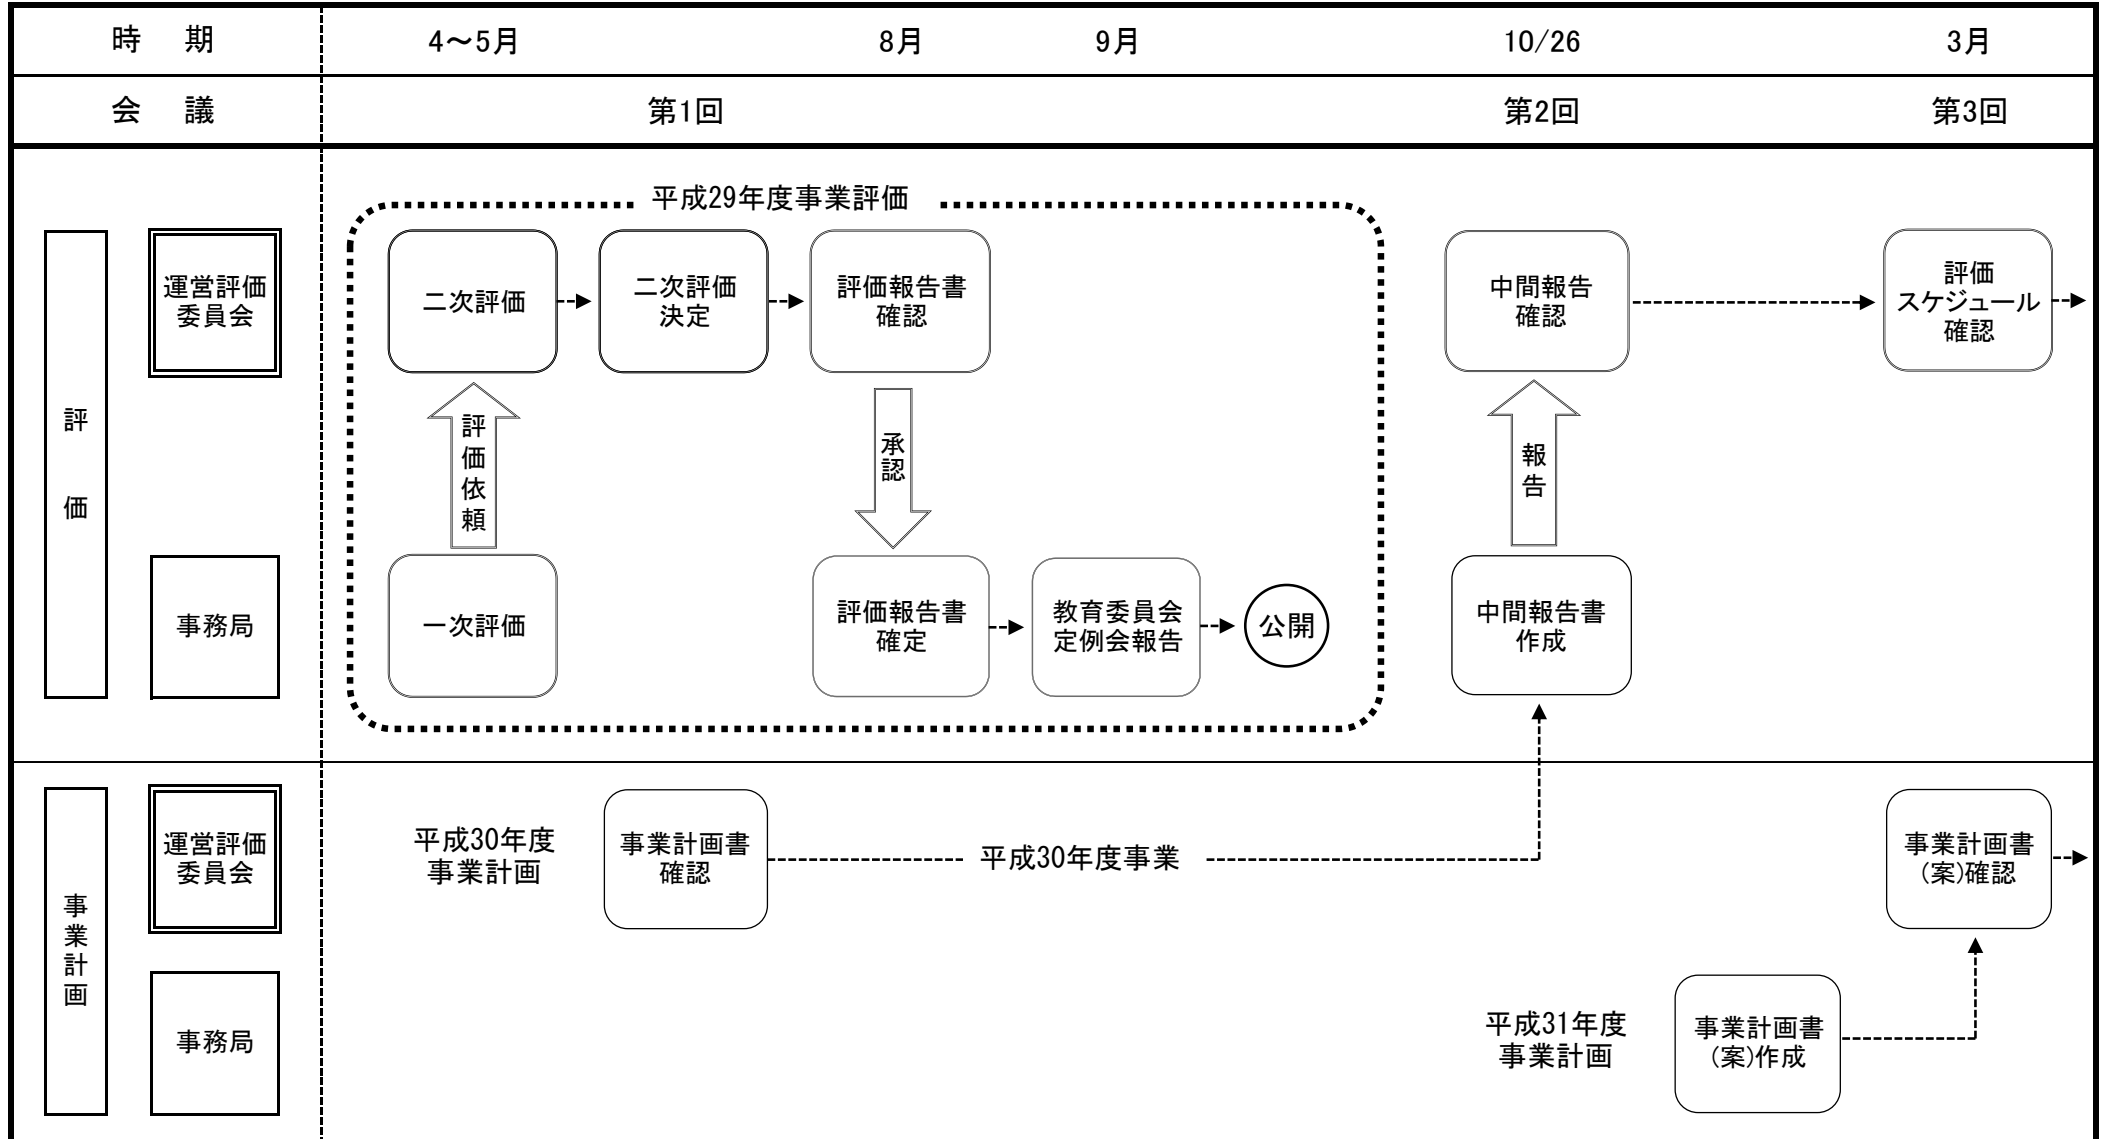 時 期
4～5月
8月
9月
10/26
3月
会 議
第1回
第2回
第3回
評価
運営評価
委員会
平成29年度事業評価
二次評価
二次評価
決定
評価報告書
確認
中間報告
確認
評価
スケジュール
確認
評価依頼
承認
報告
事務局
一次評価
評価報告書
確定
教育委員会
定例会報告
公開
中間報告書
作成
事業計画
運営評価
委員会
平成30年度
事業計画
事業計画書
確認
平成30年度事業
事業計画書
(案)確認
事務局
平成31年度
事業計画
事業計画書
(案)作成